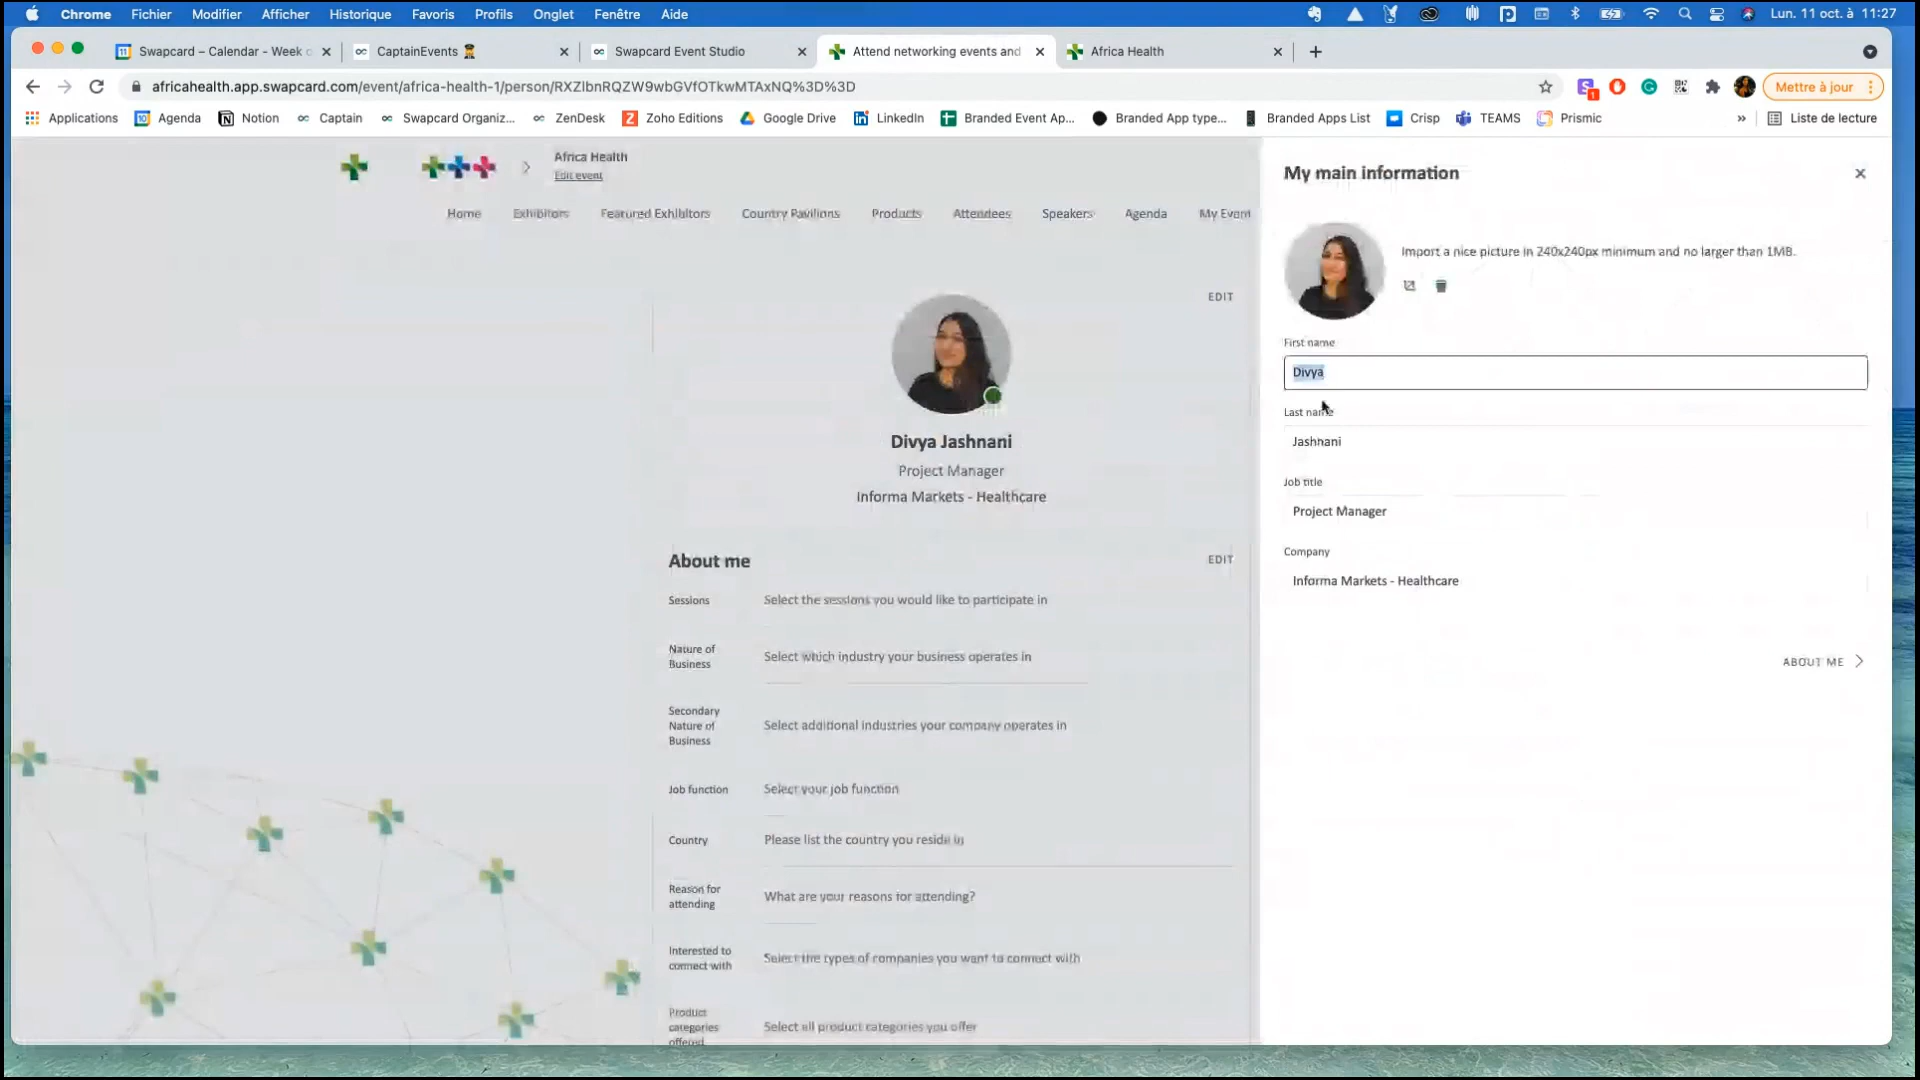 Chrome Fichier Modifier Afficher Historique Favoris Profils Onglet Fenêtre Aide Lun. 11 oct. à 11:27
Swapcard – Calendar - Week o CaptainEvents Swapcard Event Studio Attend networking events and Africa Health
africahealth.app.swapcard.com/event/africa-health-1/person/RXZlbnRQZW9wbGVfOTkwMTAxNQ%3D%3D 1 Mettre à jour
Applications Agenda Notion Captain Swapcard Organiz... ZenDesk Zoho Editions Google Drive LinkedIn Branded Event Ap... Branded App type... Branded Apps List Crisp TEAMS Prismic » Liste de lecture
Africa Health
Edit event
Home Exhibitors Featured Exhibitors Country Pavilions Products Attendees Speakers Agenda My Event
EDIT
Divya Jashnani
Project Manager
Informa Markets - Healthcare
About me EDIT
Sessions Select the sessions you would like to participate in
Nature of
Business Select which industry your business operates in
Secondary
Nature of
Business Select additional industries your company operates in
Job function Select your job function
Country Please list the country you reside in
Reason for
attending What are your reasons for attending?
Interested to
connect with Select the types of companies you want to connect with
Product
categories
offered Select all product categories you offer
My main information
Import a nice picture in 240x240px minimum and no larger than 1MB.
First name
Divya
Last name
Jashnani
Job title
Project Manager
Company
Informa Markets - Healthcare
ABOUT ME